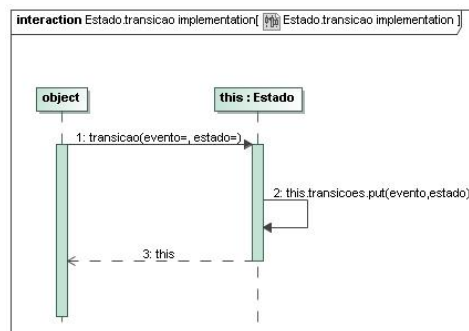 interaction Estado.transicao implementation[ Estado.transicao implementation ]
object
this : Estado
1: transicao(evento=, estado=)
2: this.transicoes.put(evento,estado)
3: this